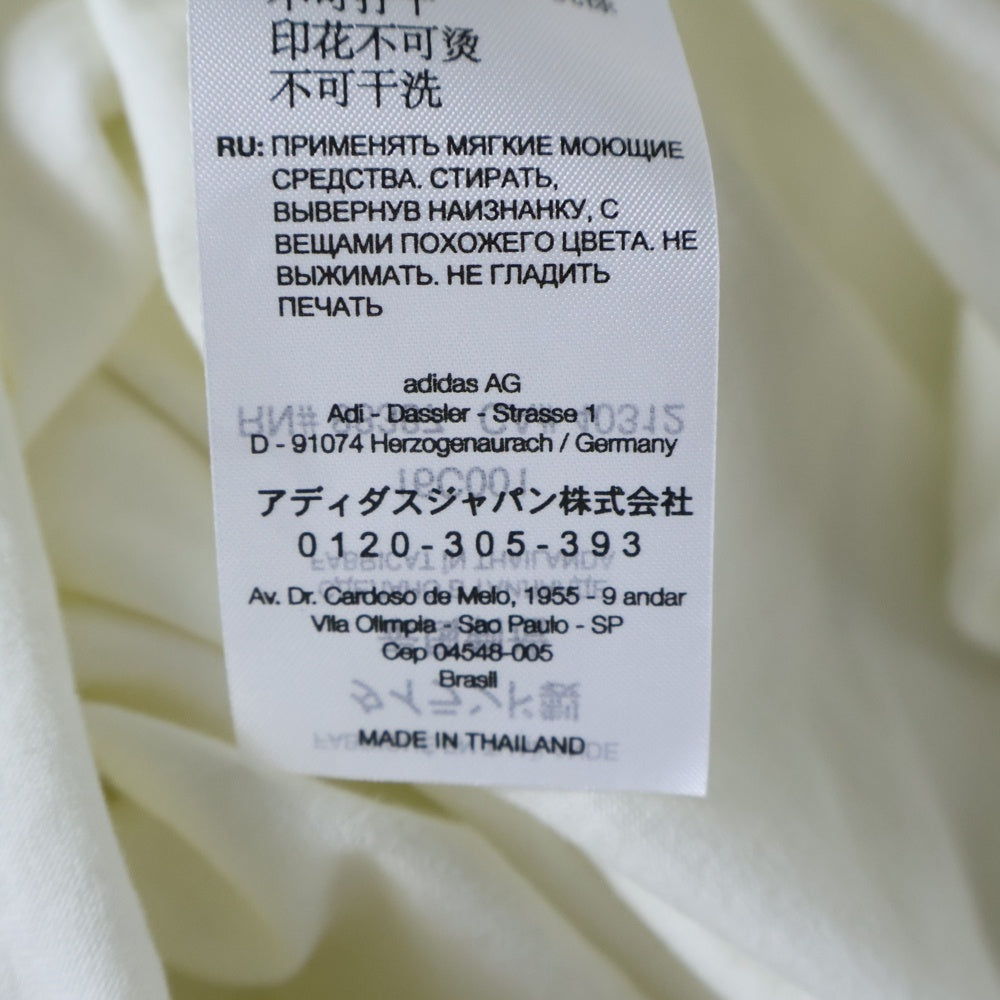 印花不可烫
不可干洗
RU: ПРИМЕНЯТЬ МЯГКИЕ МОЮЩИЕ
СРЕДСТВА. СТИРАТЬ,
ВЫВЕРНУВ НАИЗНАНКУ, С
ВЕЩАМИ ПОХОЖЕГО ЦВЕТА. НЕ
ВЫЖИМАТЬ. НЕ ГЛАДИТЬ
ПЕЧАТЬ
adidas AG
Adi - Dassler - Strasse 1
D - 91074 Herzogenaurach / Germany
アディダスジャパン株式会社
0120-305-393
Av. Dr. Cardoso de Melo, 1955 - 9 andar
Vila Olimpia - Sao Paulo - SP
Cep 04548-005
Brasil
MADE IN THAILAND